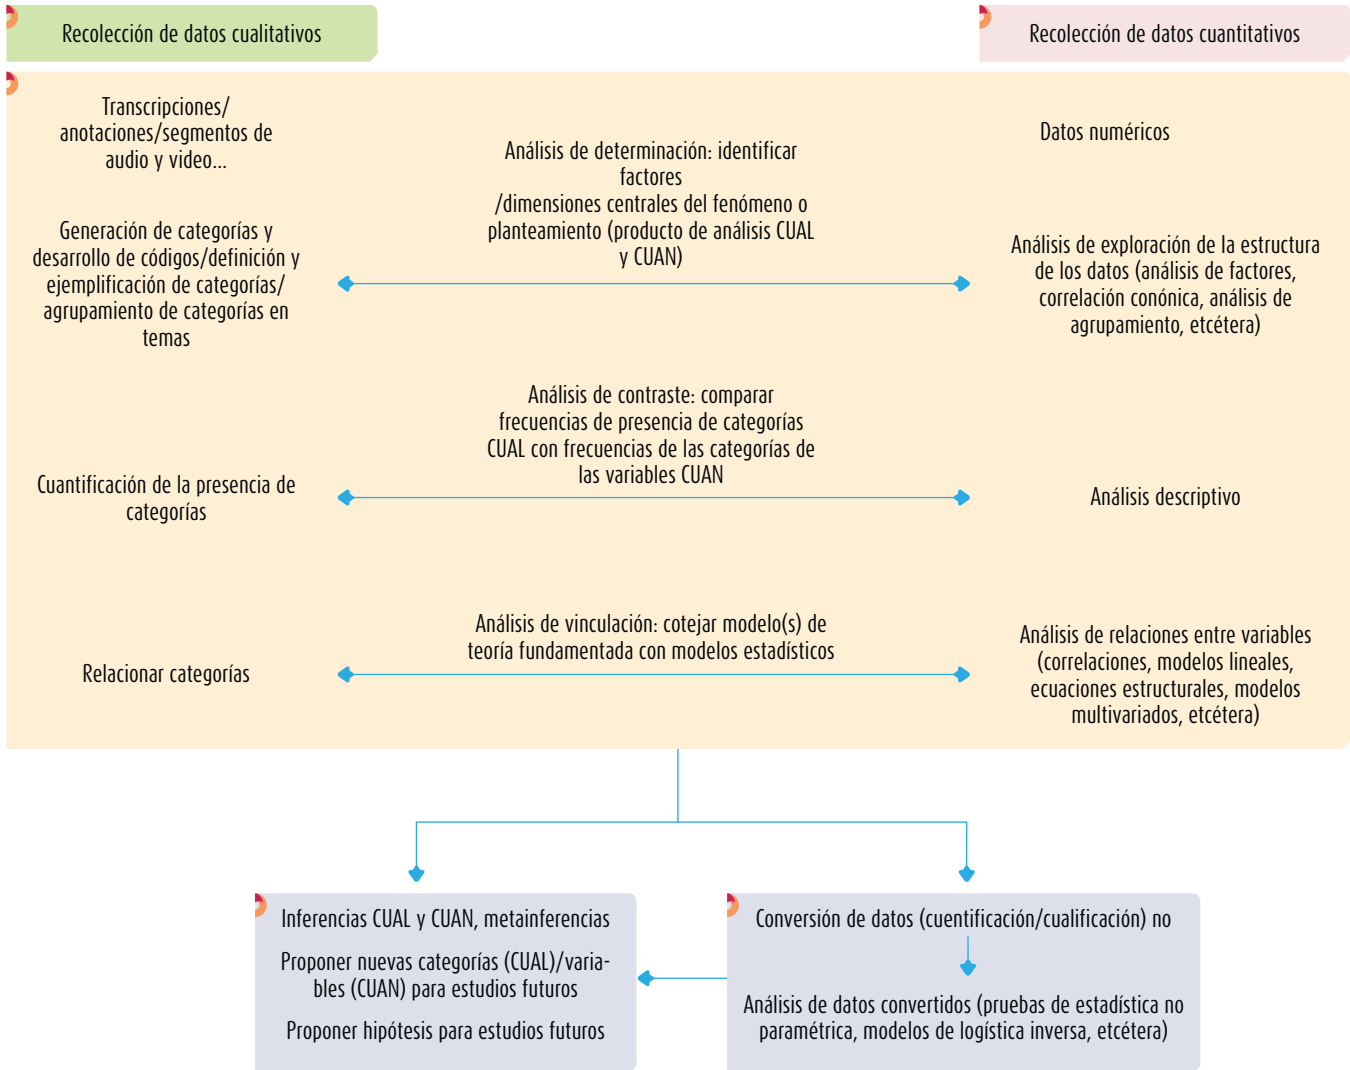 Recolección de datos cualitativos
Recolección de datos cuantitativos
Transcripciones/
anotaciones/segmentos de
audio y video...
Análisis de determinación: identificar
factores
/dimensiones centrales del fenómeno o
planteamiento (producto de análisis CUAL
y CUAN)
Datos numéricos
Generación de categorías y
desarrollo de códigos/definición y
ejemplificación de categorías/
agrupamiento de categorías en
temas
Análisis de exploración de la estructura
de los datos (análisis de factores,
correlación conónica, análisis de
agrupamiento, etcétera)
Análisis de contraste: comparar
frecuencias de presencia de categorías
CUAL con frecuencias de las categorías de
las variables CUAN
Cuantificación de la presencia de
categorías
Análisis descriptivo
Análisis de vinculación: cotejar modelo(s) de
teoría fundamentada con modelos estadísticos
Relacionar categorías
Análisis de relaciones entre variables
(correlaciones, modelos lineales,
ecuaciones estructurales, modelos
multivariados, etcétera)
Inferencias CUAL y CUAN, metainferencias
Proponer nuevas categorías (CUAL)/varia-
bles (CUAN) para estudios futuros
Proponer hipótesis para estudios futuros
Conversión de datos (cuentificación/cualificación) no
Análisis de datos convertidos (pruebas de estadística no
paramétrica, modelos de logística inversa, etcétera)